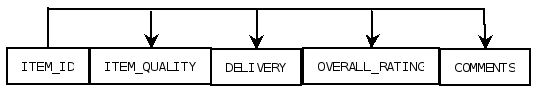 ITEM_ID ITEM_QUALITY DELIVERY OVERALL_RATING COMMENTS